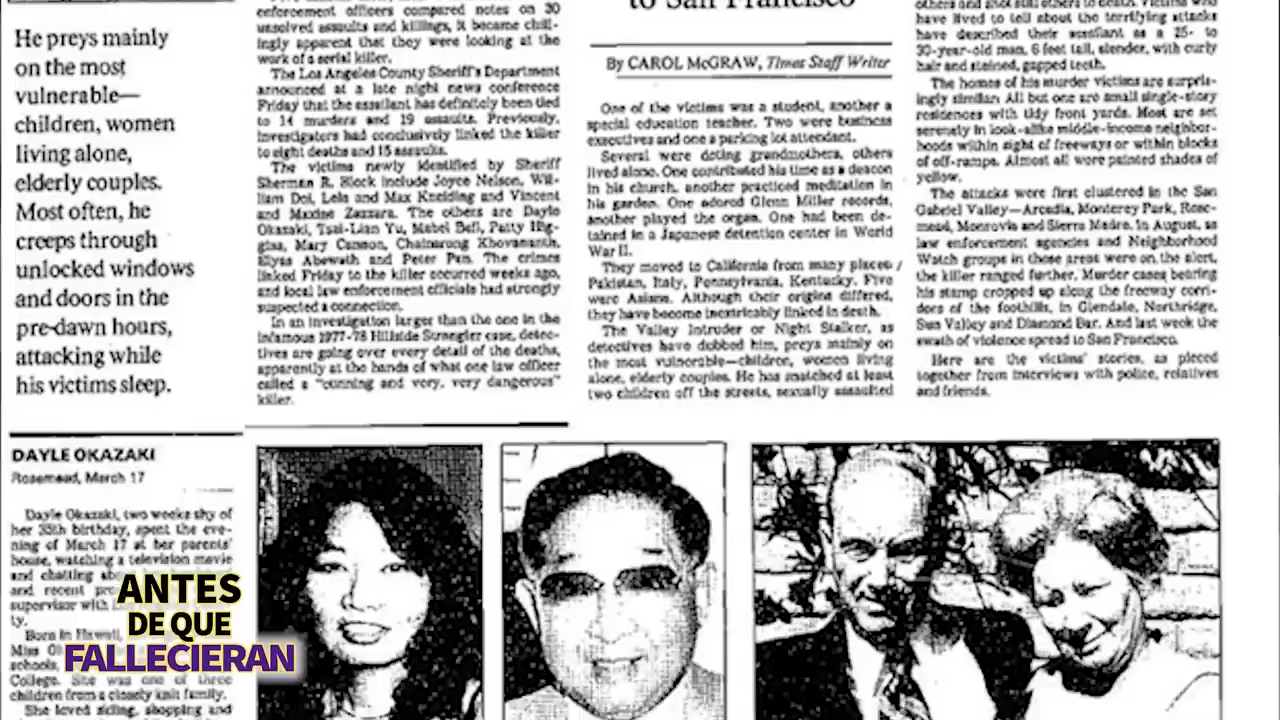 He preys mainly
on the most
vulnerable—
children, women
living alone,
elderly couples.
Most often, he
creeps through
unlocked windows
and doors in the
pre-dawn hours,
attacking while
his victims sleep.
enforcement officers compared notes on 30
unsolved assaults and killings, it became chill-
ingly apparent that they were looking at the
work of a serial killer.
The Los Angeles County Sheriff's Department
announced at a late night news conference
Friday that the assailant has definitely been tied
to 14 murders and 19 assaults. Previously,
investigators had conclusively linked the killer
to eight deaths and 15 assaults.
The victims newly identified by Sheriff
Sherman R. Block include Joyce Nelson, Wil-
liam Doi, Lela and Max Kneiding and Vincent
and Maxine Zazzara. The others are Dayle
Okazaki, Tsai-Lian Yu, Mabel Bell, Patty Hig-
gins, Mary Cannon, Chainarong Khovananth,
Elyas Abowath and Peter Pan. The crimes
linked Friday to the killer occurred weeks ago,
and local law enforcement officials had strongly
suspected a connection.
In an investigation larger than the one in the
infamous 1977-78 Hillside Strangler case, detec-
tives are going over every detail of the deaths,
apparently at the hands of what one law officer
called a "cunning and very, very dangerous"
killer.
to San Francisco
By CAROL McGRAW, Times Staff Writer
One of the victims was a student, another a
special education teacher. Two were business
executives and one a parking lot attendant.
Several were doting grandmothers, others
lived alone. One contributed his time as a deacon
in his church, another practiced meditation in
his garden. One adored Glenn Miller records,
another played the organ. One had been de-
tained in a Japanese detention center in World
War II.
They moved to California from many places
Pakistan, Italy, Pennsylvania, Kentucky. Five
were Asians. Although their origins differed,
they have become inextricably linked in death.
The Valley Intruder or Night Stalker, as
detectives have dubbed him, preys mainly on
the most vulnerable—children, women living
alone, elderly couples. He has snatched at least
two children off the streets, sexually assaulted
others and shot still others to death. Victims who
have lived to tell about the terrifying attacks
have described their assailant as a 25- to
30-year-old man, 6 feet tall, slender, with curly
hair and stained, gapped teeth.
The homes of his murder victims are surpris-
ingly similar. All but one are small single-story
residences with tidy front yards. Most are set
serenely in look-alike middle-income neighbor-
hoods within sight of freeways or within blocks
of off-ramps. Almost all were painted shades of
yellow.
The attacks were first clustered in the San
Gabriel Valley—Arcadia, Monterey Park, Rose-
mead, Monrovia and Sierra Madre. In August, as
law enforcement agencies and Neighborhood
Watch groups in those areas were on the alert,
the killer ranged further. Murder cases bearing
his stamp cropped up along the freeway corri-
dors of the foothills, in Glendale, Northridge,
Sun Valley and Diamond Bar. And last week the
swath of violence spread to San Francisco.
Here are the victims' stories, as pieced
together from interviews with police, relatives
and friends.
DAYLE OKAZAKI
Rosemead, March 17
Dayle Okazaki, two weeks shy of
her 35th birthday, spent the eve-
ning of March 17 at her parents'
house, watching a television movie
and chatting
and recent
supervisor with
ty.
Born in Hawaii,
Miss
schools,
College. She was one of three
children from a closely knit family.
She loved skiing, shopping and
ANTES
DE QUE
FALLECIERAN